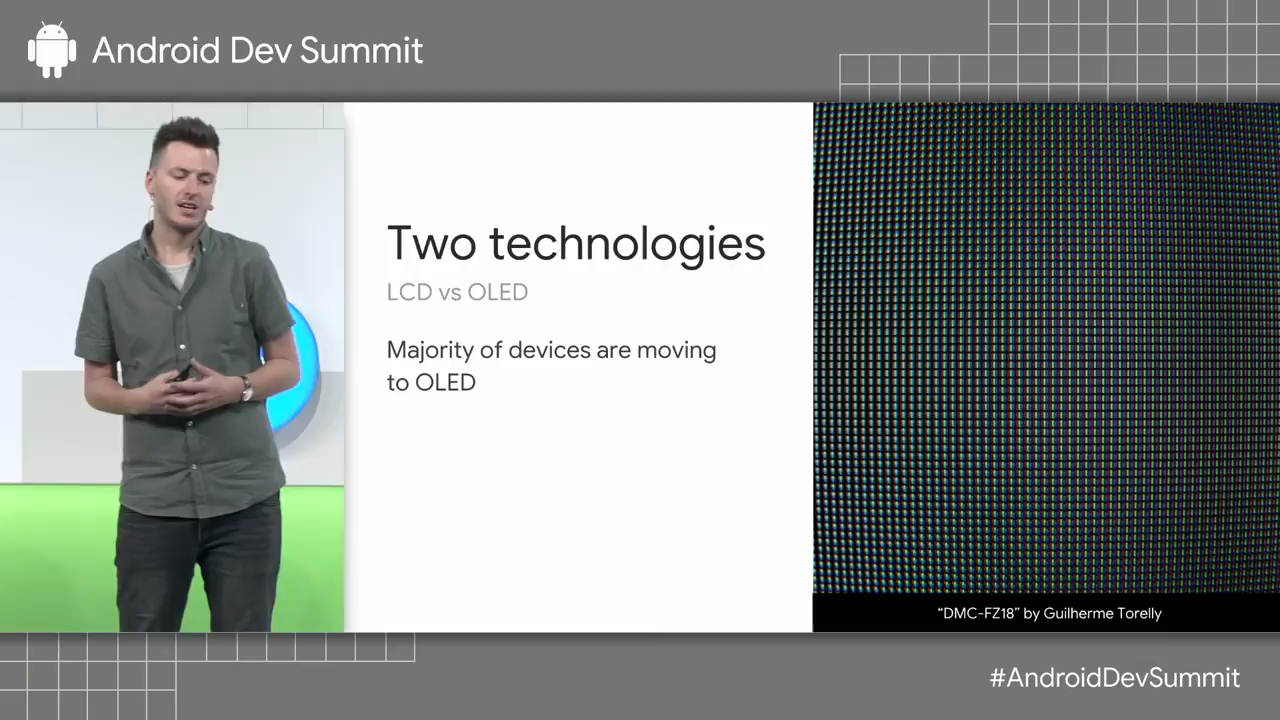 Android Dev Summit
Two technologies
LCD vs OLED
Majority of devices are moving
to OLED
“DMC-FZ18” by Guilherme Torelly
#AndroidDevSummit